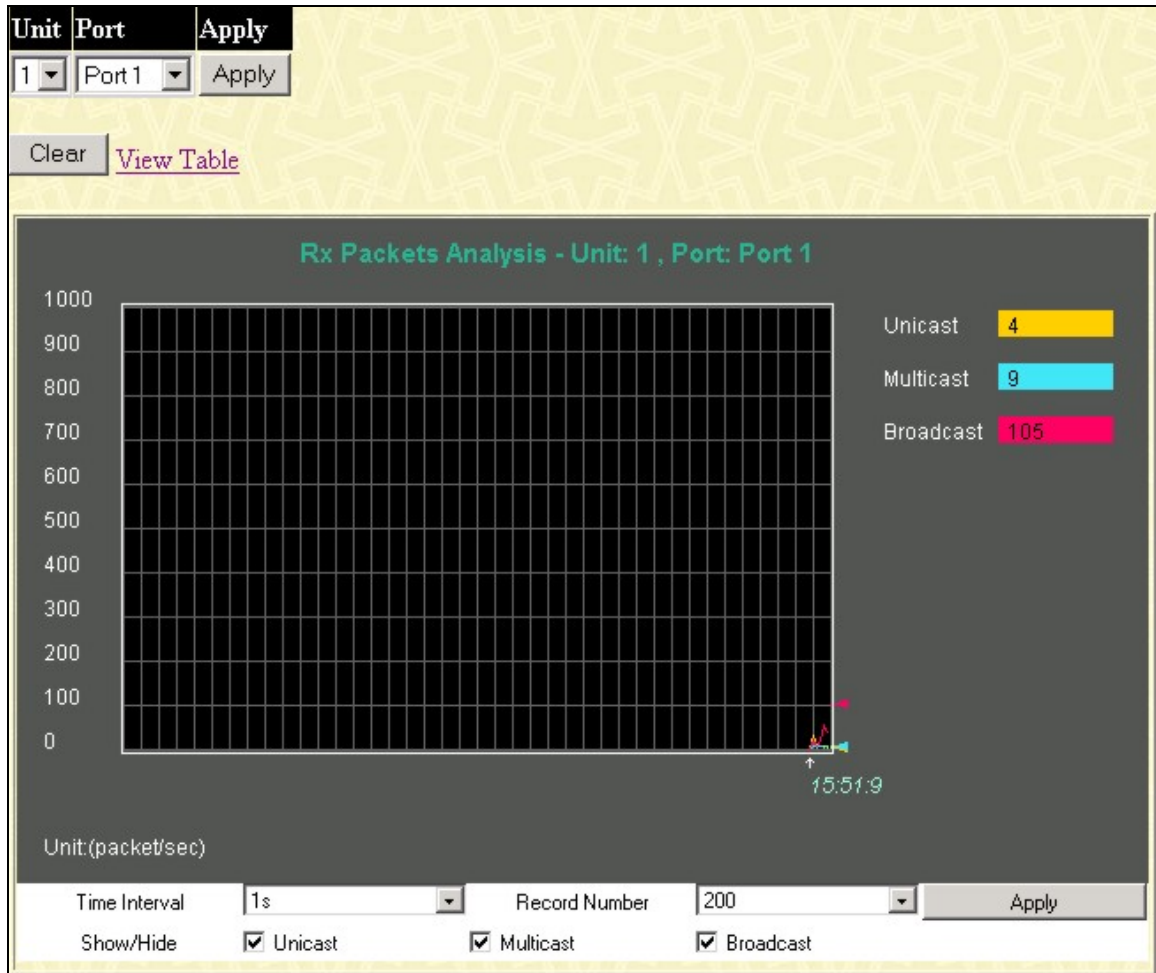 Unit Port Apply
1 Port 1 Apply
Clear View Table
Rx Packets Analysis - Unit: 1 , Port: Port 1
1000
900
800
700
600
500
400
300
200
100
0
Unicast 4
Multicast 9
Broadcast 105
15:51:9
Unit:(packet/sec)
Time Interval 1s Record Number 200 Apply
Show/Hide Unicast Multicast Broadcast